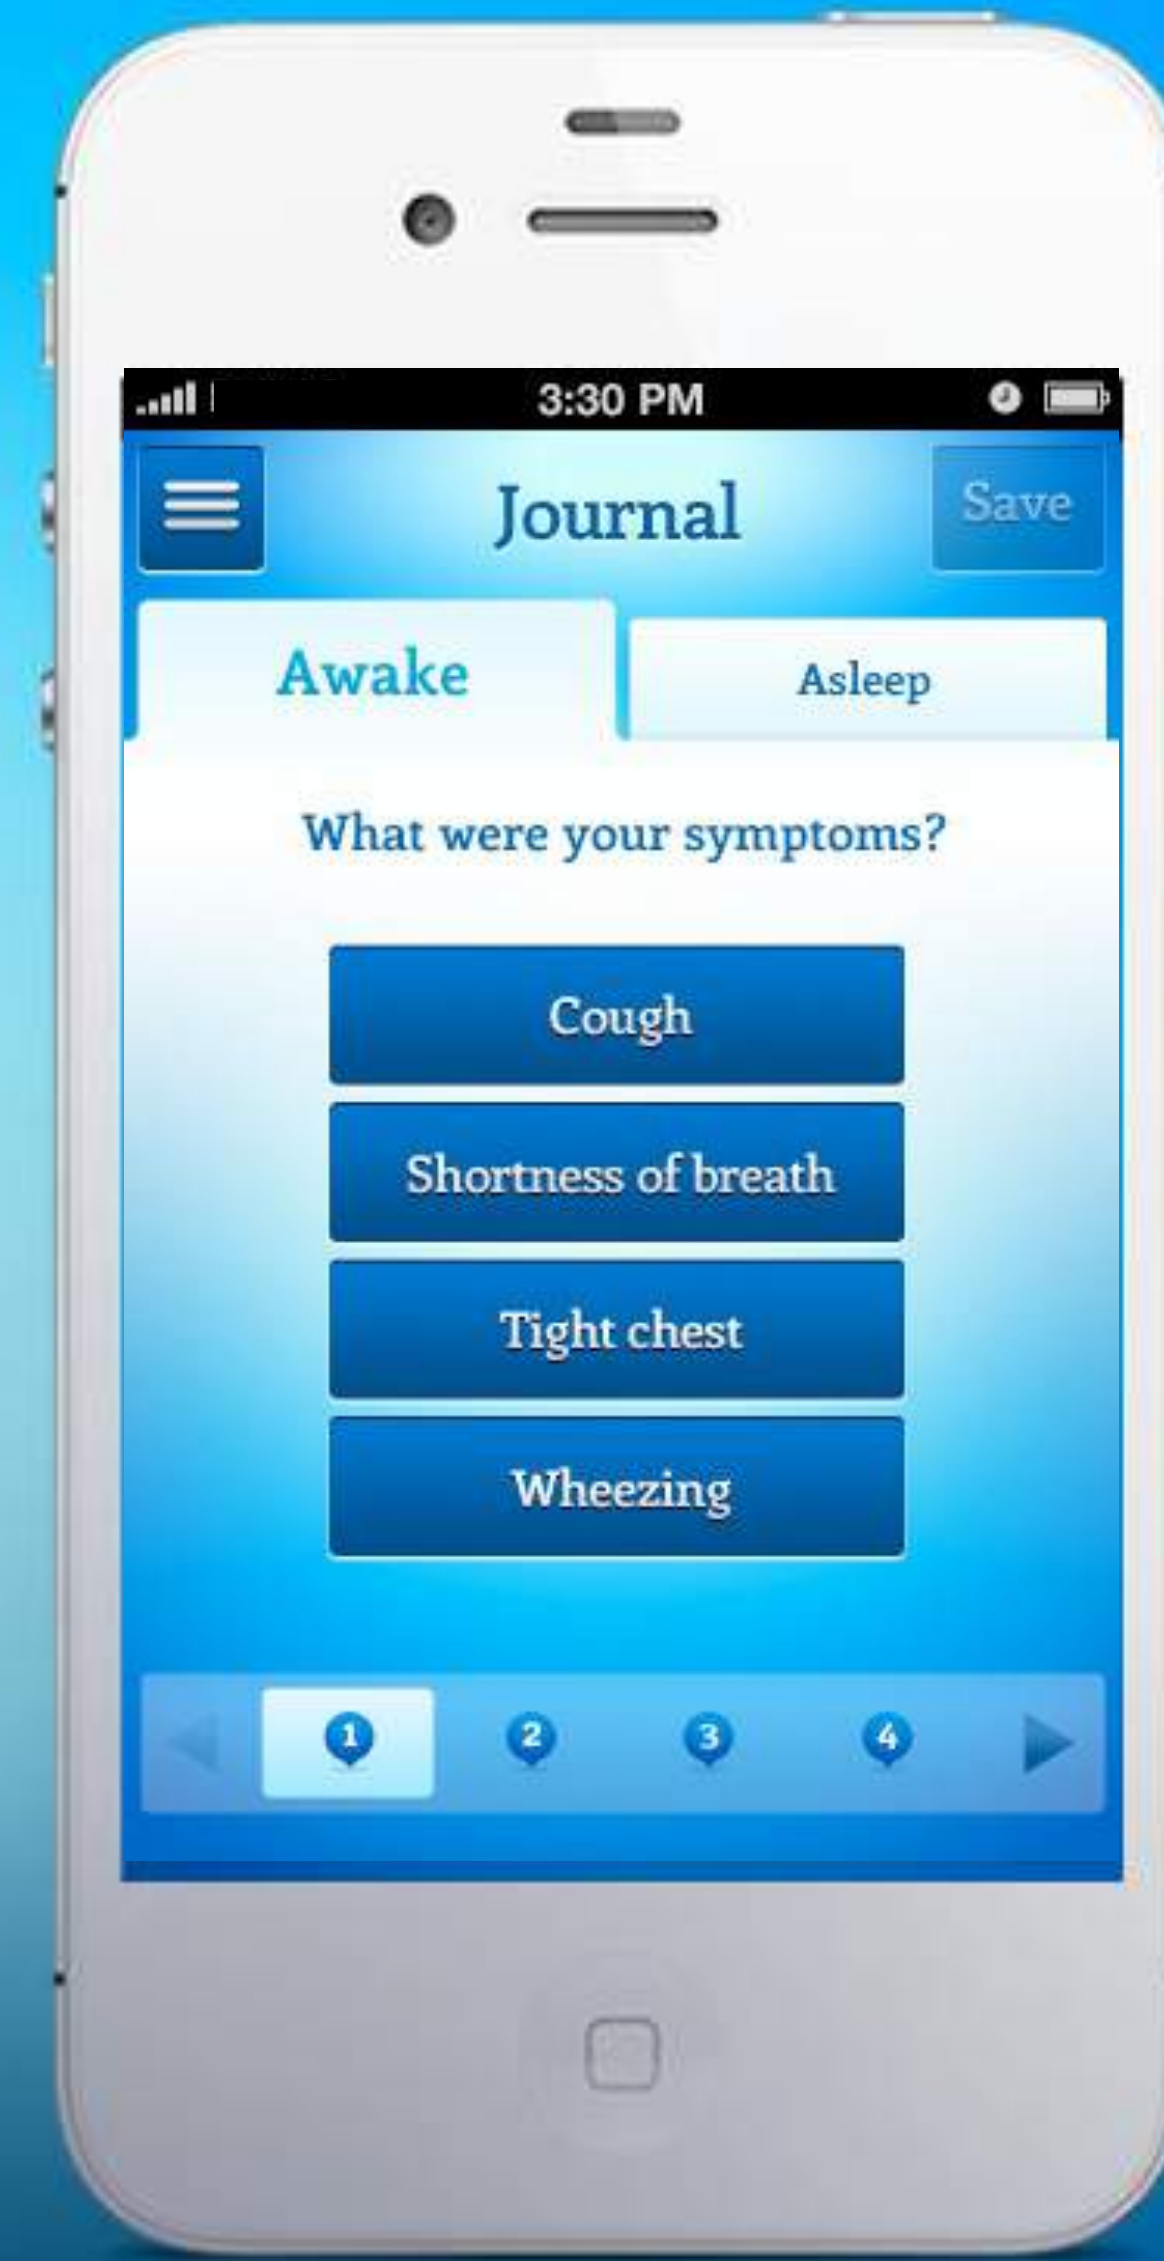 3:30 PM
Journal
Save
Awake
Asleep
What were your symptoms?
Cough
Shortness of breath
Tight chest
Wheezing
1
2
3
4